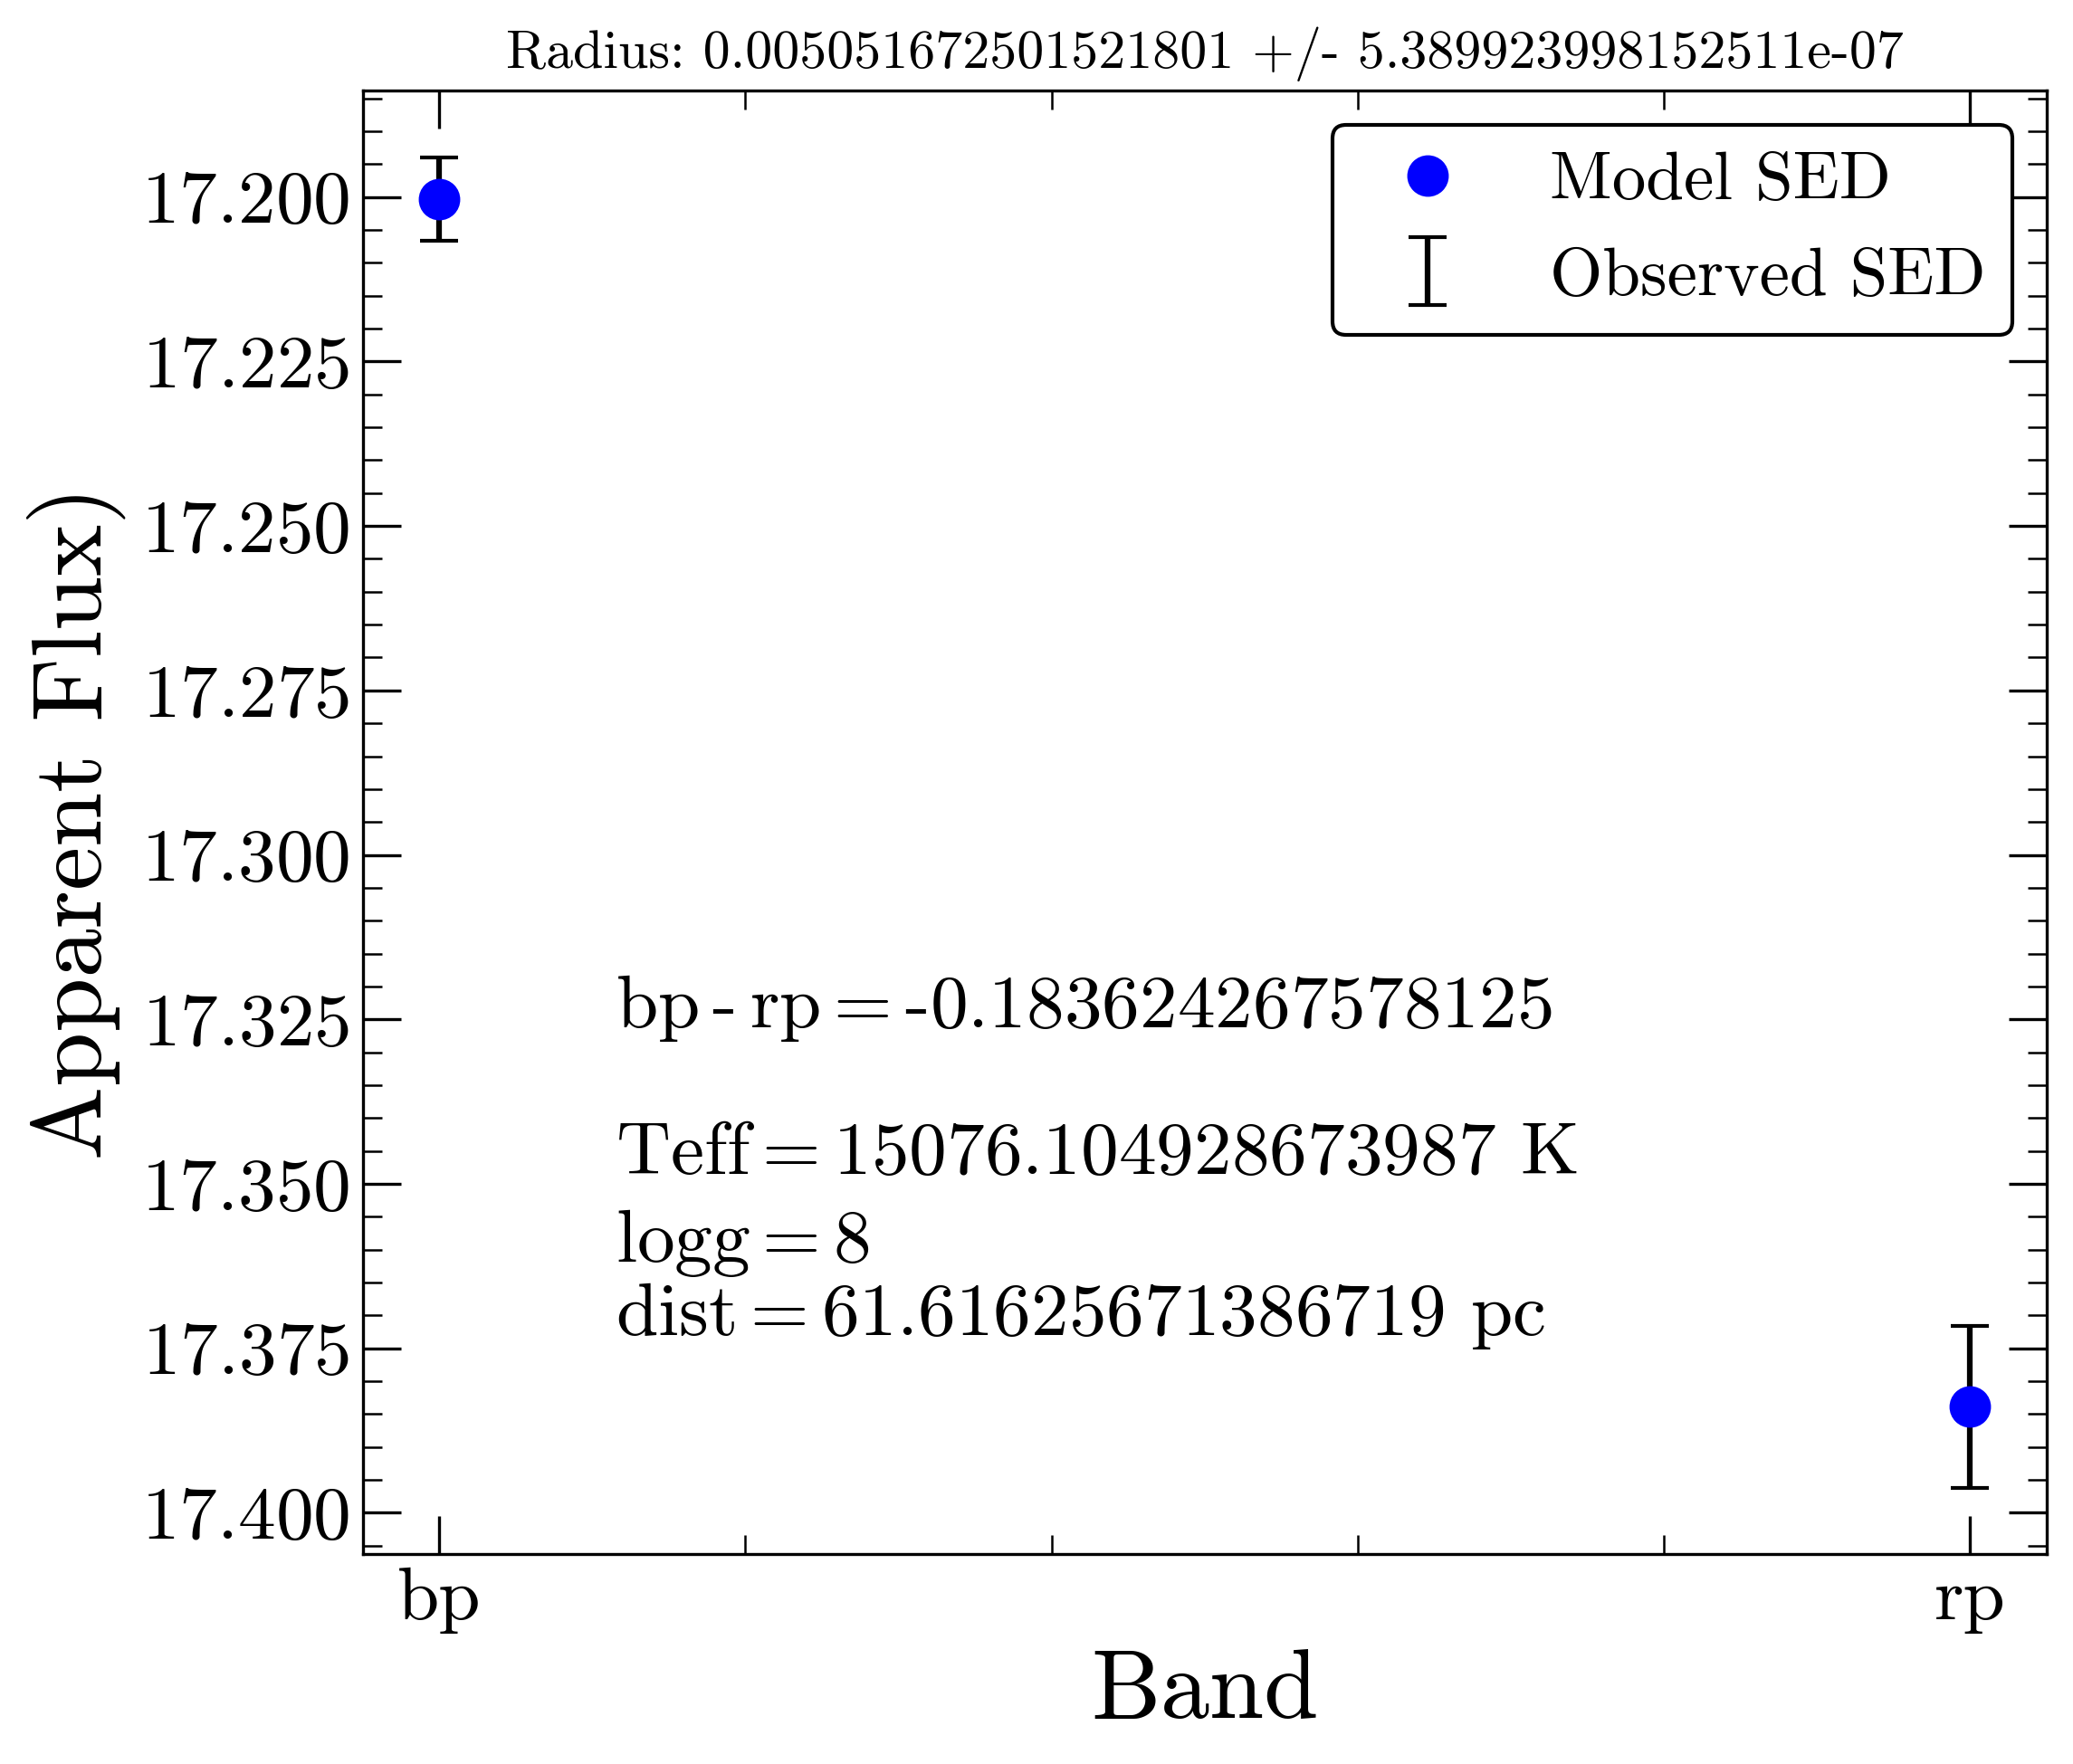 Radius: 0.005051672501521801 +/- 5.389923998152511e-07
Model SED
Observed SED
17.200
17.225
17.250
17.275
17.300
17.325
17.350
17.375
17.400
Apparent Flux)
bp - rp = -0.183624267578125
Teff = 15076.104928673987 K
logg = 8
dist = 61.61625671386719 pc
bp
rp
Band